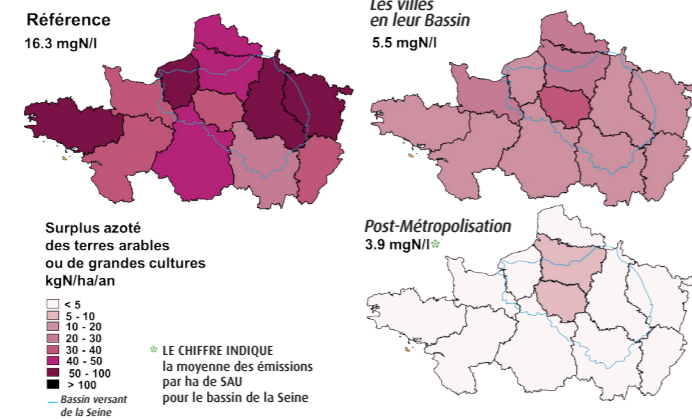 Référence
16.3 mgN/l
Les villes
en leur Bassin
5.5 mgN/l
Surplus azoté
des terres arables
ou de grandes cultures
kgN/ha/an
< 5
5 - 10
10 - 20
20 - 30
30 - 40
40 - 50
50 - 100
> 100
Bassin versant
de la Seine
* LE CHIFFRE INDIQUE
la moyenne des émissions
par ha de SAU
pour le bassin de la Seine
Post-Métropolisation
3.9 mgN/l*